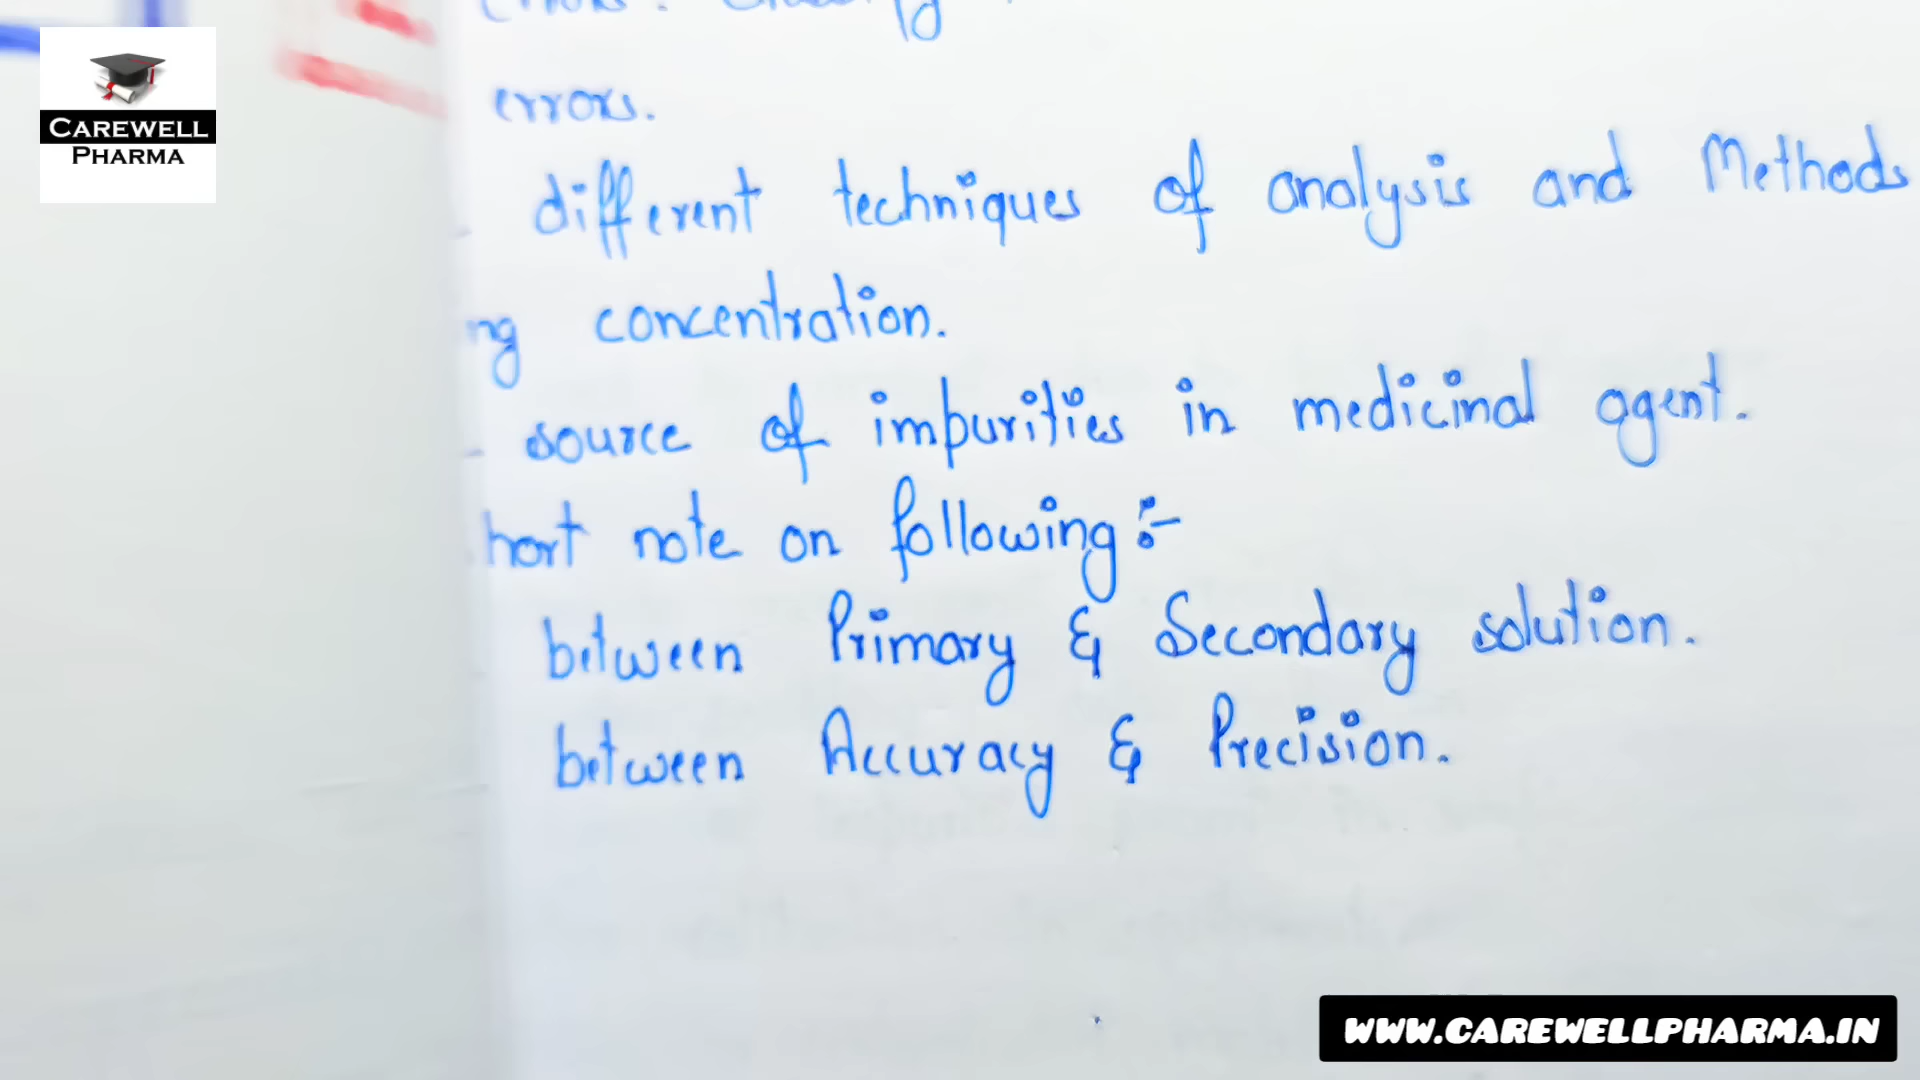 CAREWELL
PHARMA
errors.
different techniques of analysis and Methods
ng concentration.
source of impurities in medicinal agent.
hort note on following :-
between Primary & Secondary solution.
between Accuracy & Precision.
WWW.CAREWELLPHARMA.IN